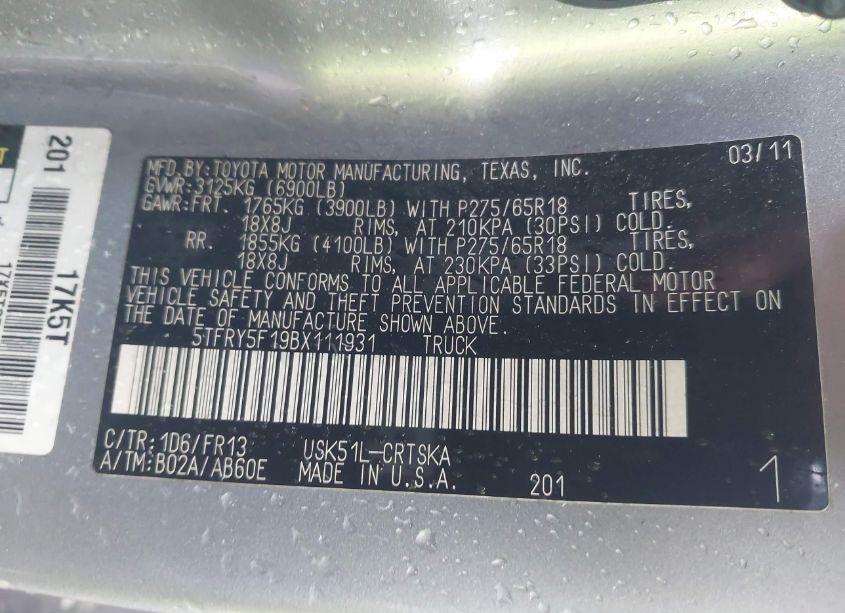 MFD.BY:TOYOTA MOTOR MANUFACTURING, TEXAS, INC. 03/11
GVWR:3125KG (6900LB)
GAWR:FRT. 1765KG (3900LB) WITH P275/65R18 TIRES,
18X8J RIMS, AT 210KPA (30PSI) COLD.
RR. 1855KG (4100LB) WITH P275/65R18 TIRES,
18X8J RIMS, AT 230KPA (33PSI) COLD.
THIS VEHICLE CONFORMS TO ALL APPLICABLE FEDERAL MOTOR
VEHICLE SAFETY AND THEFT PREVENTION STANDARDS IN EFFECT ON
THE DATE OF MANUFACTURE SHOWN ABOVE.
5TFRY5F19BX111931 TRUCK
C/TR:1D6/FR13 USK51L-CRTSKA
A/TM:B02A/AB60E MADE IN U.S.A. 201 1
201
17K5T